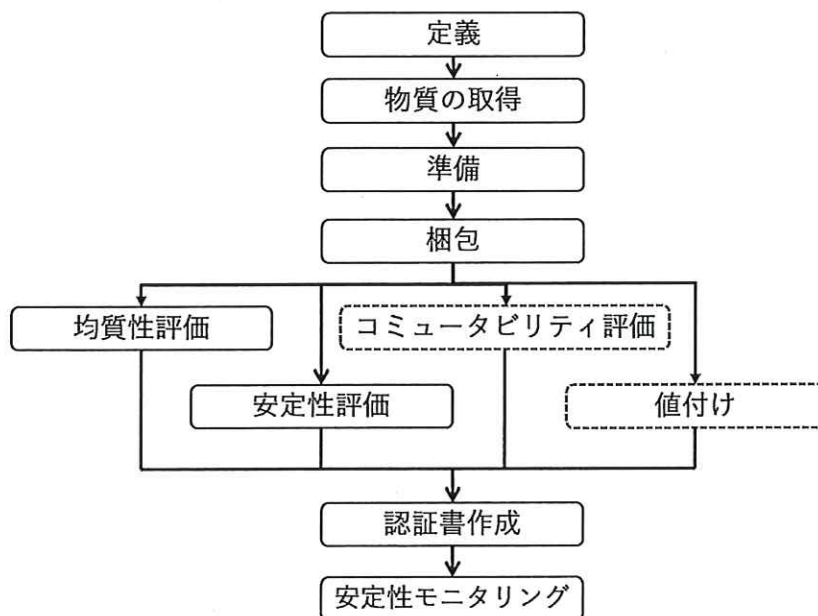 定義
物質の取得
準備
梱包
均質性評価
コミュータビリティ評価
安定性評価
値付け
認証書作成
安定性モニタリング